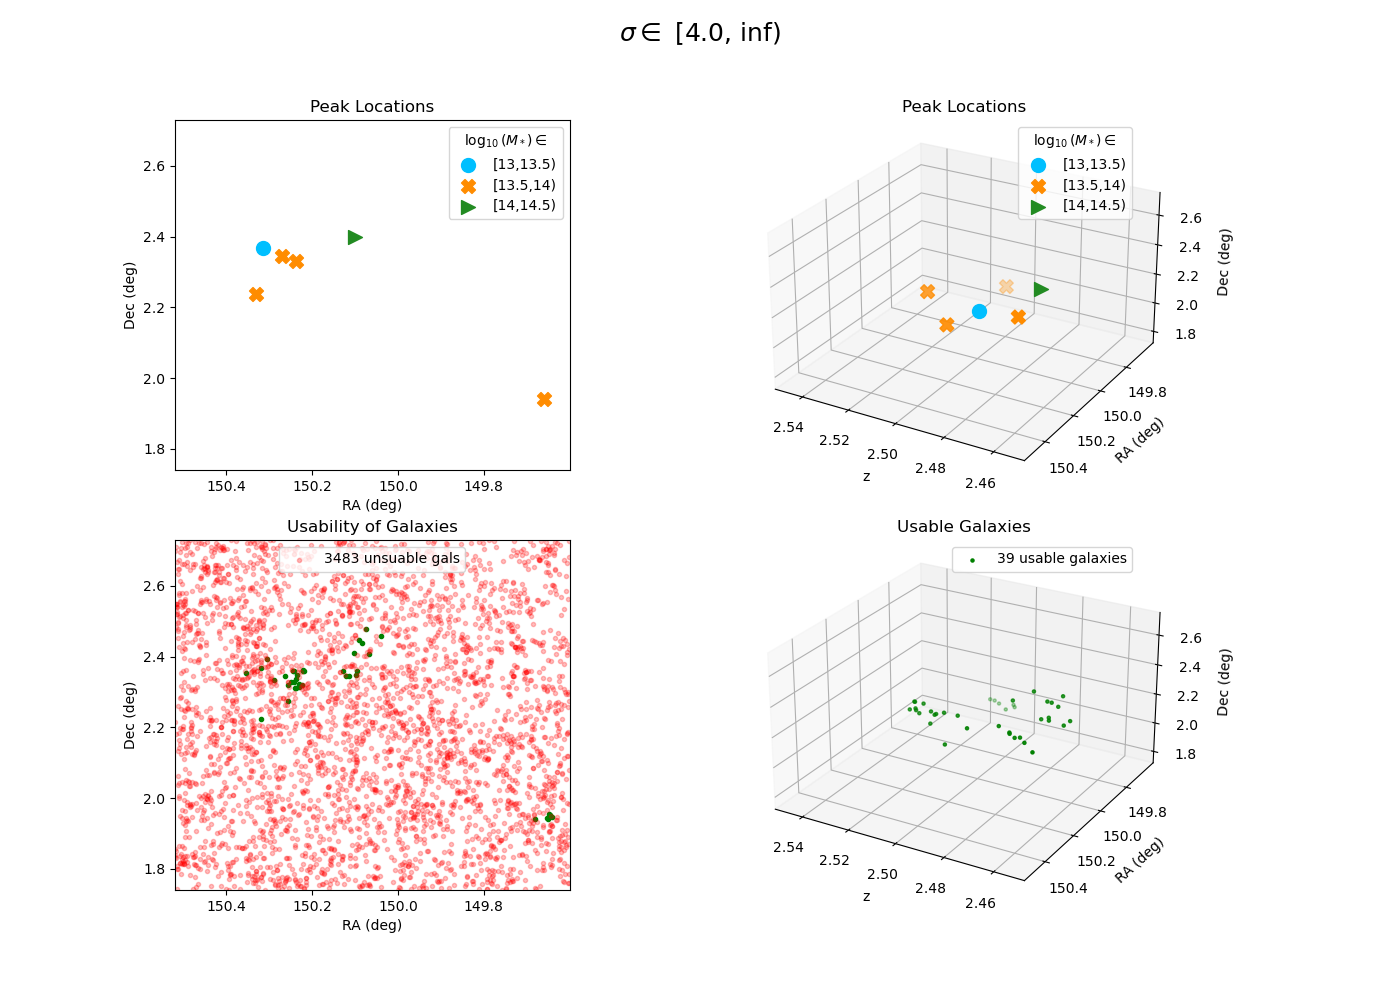 σ ∈ [4.0, inf)
Peak Locations
log₁₀(M*) ∈
[13,13.5)
[13.5,14)
[14,14.5)
2.6
2.4
2.2
2.0
1.8
Dec (deg)
150.4 150.2 150.0 149.8
RA (deg)
Peak Locations
log₁₀(M*) ∈
[13,13.5)
[13.5,14)
[14,14.5)
2.6
2.4
2.2
2.0
1.8
Dec (deg)
149.8
150.0
150.2
150.4
RA (deg)
2.54
2.52
2.50
2.48
2.46
z
Usability of Galaxies
3483 unsuable gals
2.6
2.4
2.2
2.0
1.8
Dec (deg)
150.4 150.2 150.0 149.8
RA (deg)
Usable Galaxies
39 usable galaxies
2.6
2.4
2.2
2.0
1.8
Dec (deg)
149.8
150.0
150.2
150.4
RA (deg)
2.54
2.52
2.50
2.48
2.46
z